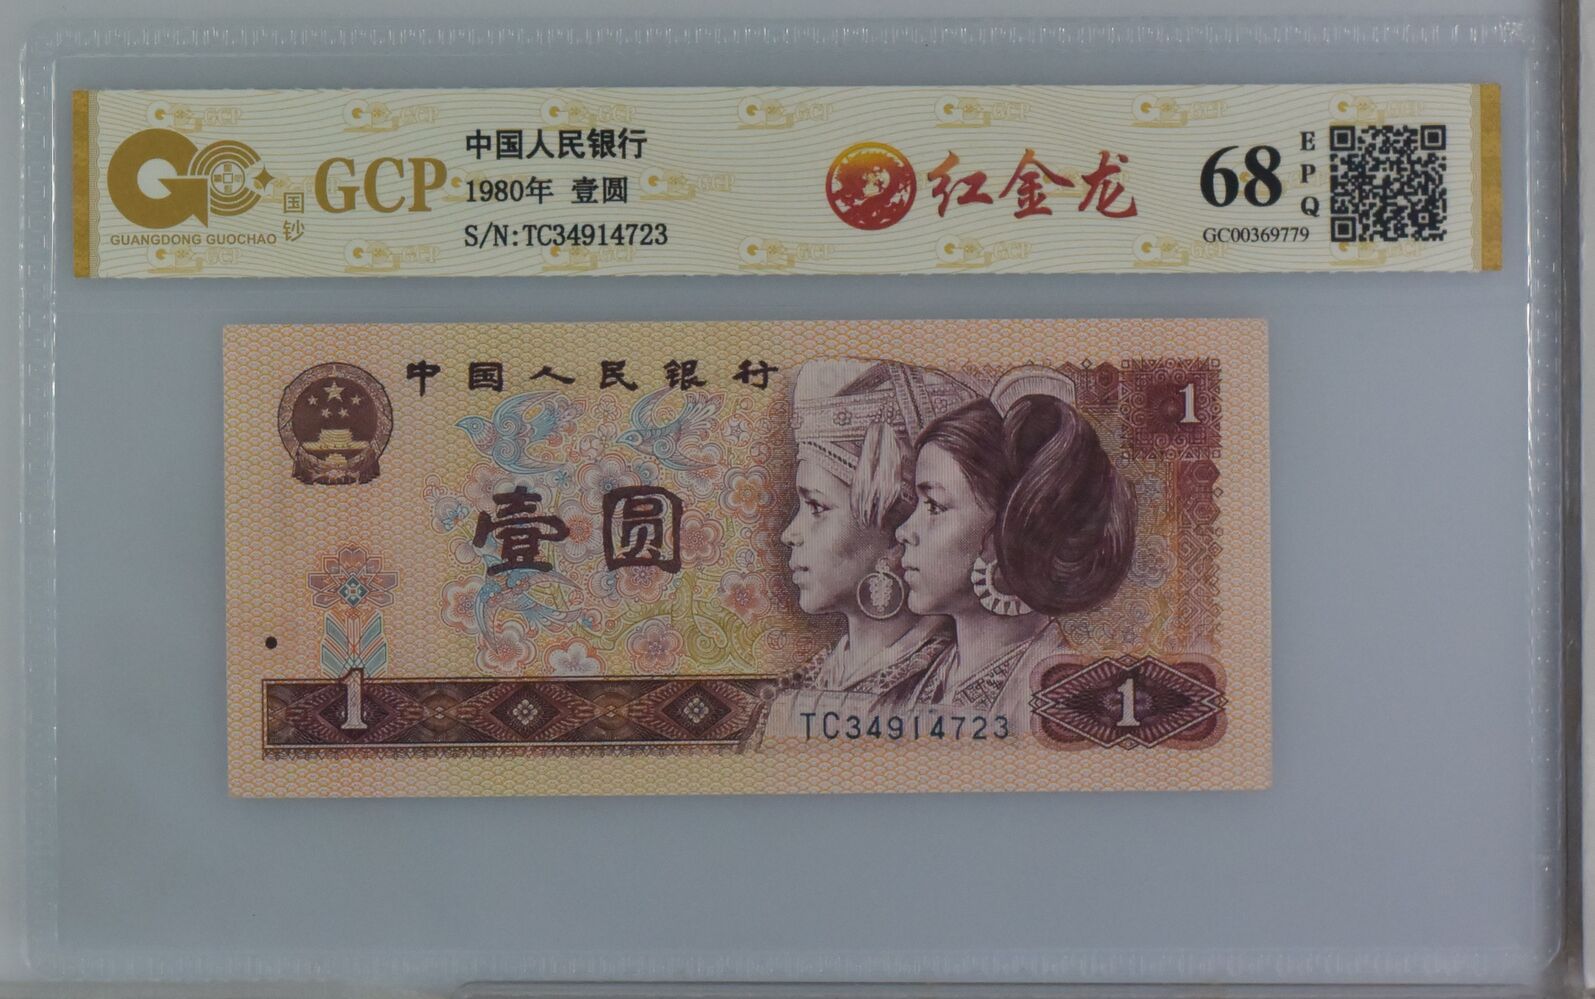 GUANGDONG GUOCHAO
国钞
GCP
中国人民银行
1980年 壹圆
S/N:TC34914723
红金龙
68
EPQ
GC00369779
中国人民银行
1
壹圆
1
TC34914723
1